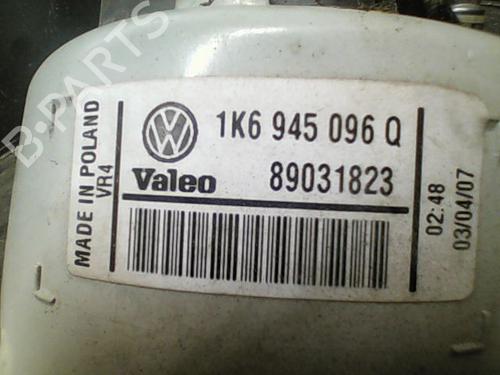 MADE IN POLAND
VR4
1K6 945 096 Q
Valeo
89031823
02:48
03/04/07
B-PARTS